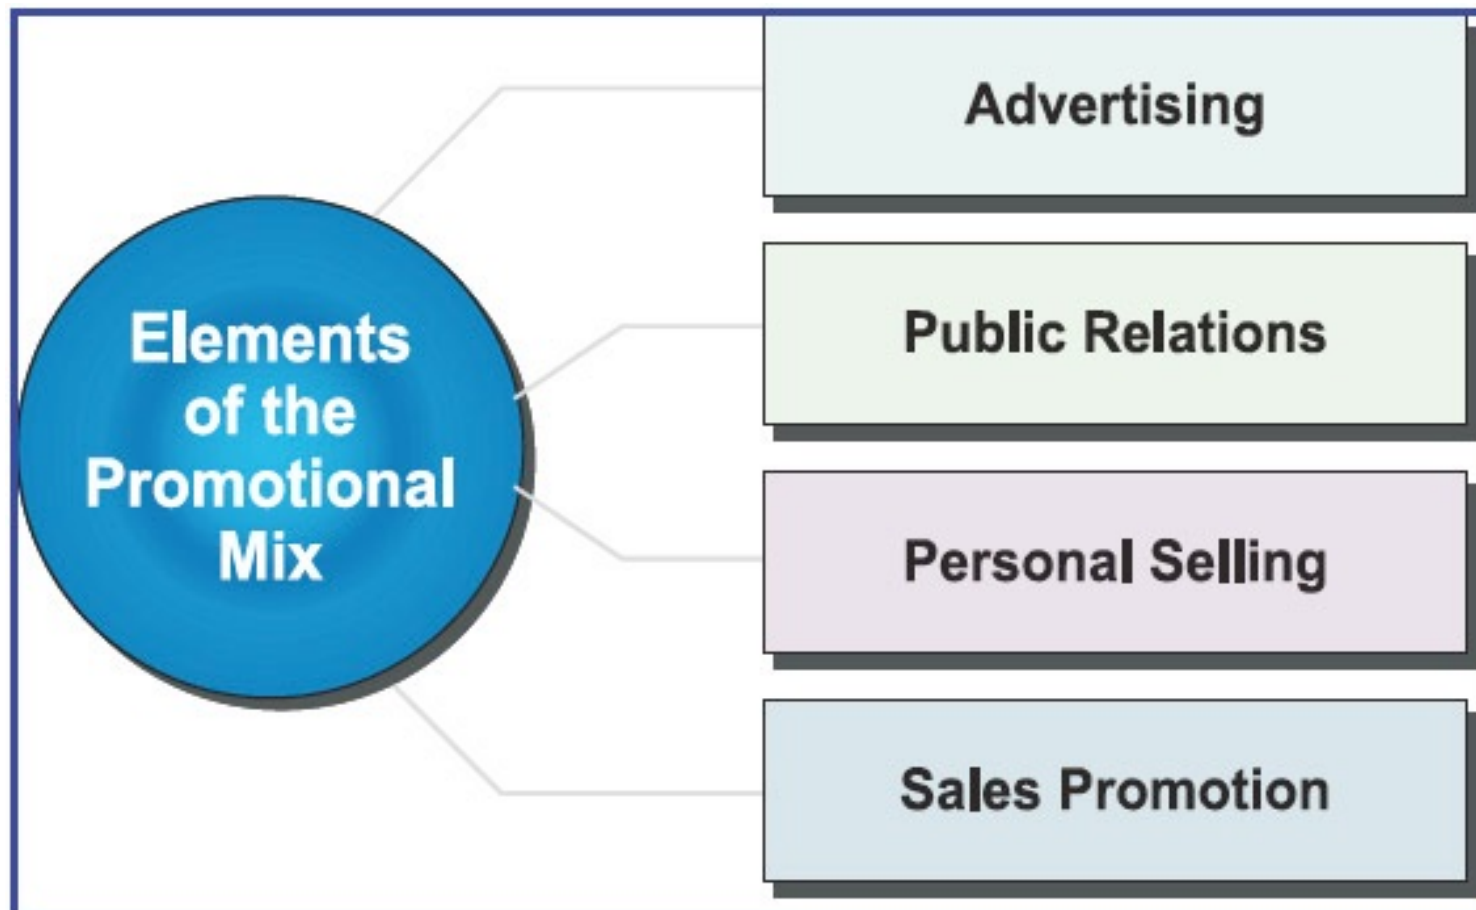 Elements
of the
Promotional
Mix
Advertising
Public Relations
Personal Selling
Sales Promotion